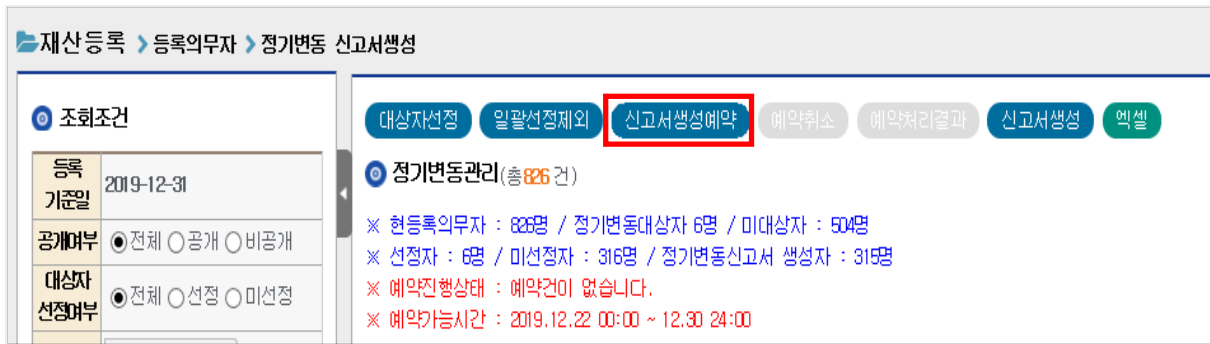 재산등록 > 등록의무자 > 정기변동 신고서생성
조회조건
등록
기준일
2019-12-31
공개여부 전체 공개 비공개
대상자
선정여부
전체 선정 미선정
대상자선정 일괄선정제외 신고서생성예약 예약취소 예약처리결과 신고서생성 엑셀
정기변동관리(총826 건)
※ 현등록의무자 : 826명 / 정기변동대상자 6명 / 미대상자 : 504명
※ 선정자 : 6명 / 미선정자 : 316명 / 정기변동신고서 생성자 : 315명
※ 예약진행상태 : 예약건이 없습니다.
※ 예약가능시간 : 2019.12.22 00:00 ~ 12.30 24:00